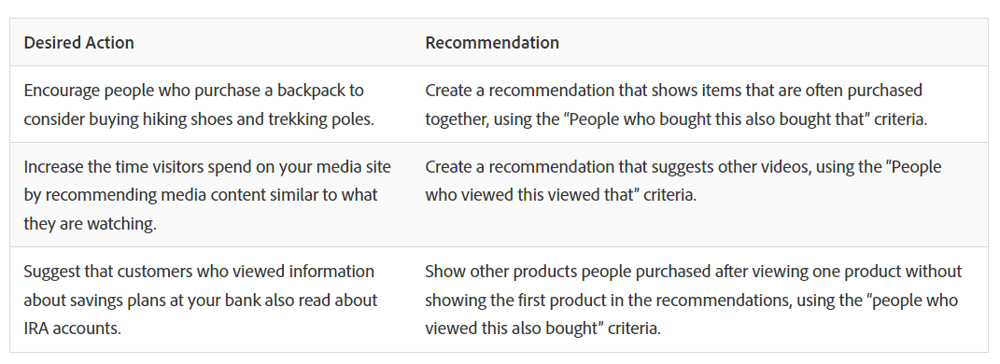 Desired Action
Recommendation
Encourage people who purchase a backpack to
consider buying hiking shoes and trekking poles.
Create a recommendation that shows items that are often purchased
together, using the “People who bought this also bought that” criteria.
Increase the time visitors spend on your media site
by recommending media content similar to what
they are watching.
Create a recommendation that suggests other videos, using the “People
who viewed this viewed that” criteria.
Suggest that customers who viewed information
about savings plans at your bank also read about
IRA accounts.
Show other products people purchased after viewing one product without
showing the first product in the recommendations, using the “people who
viewed this also bought” criteria.